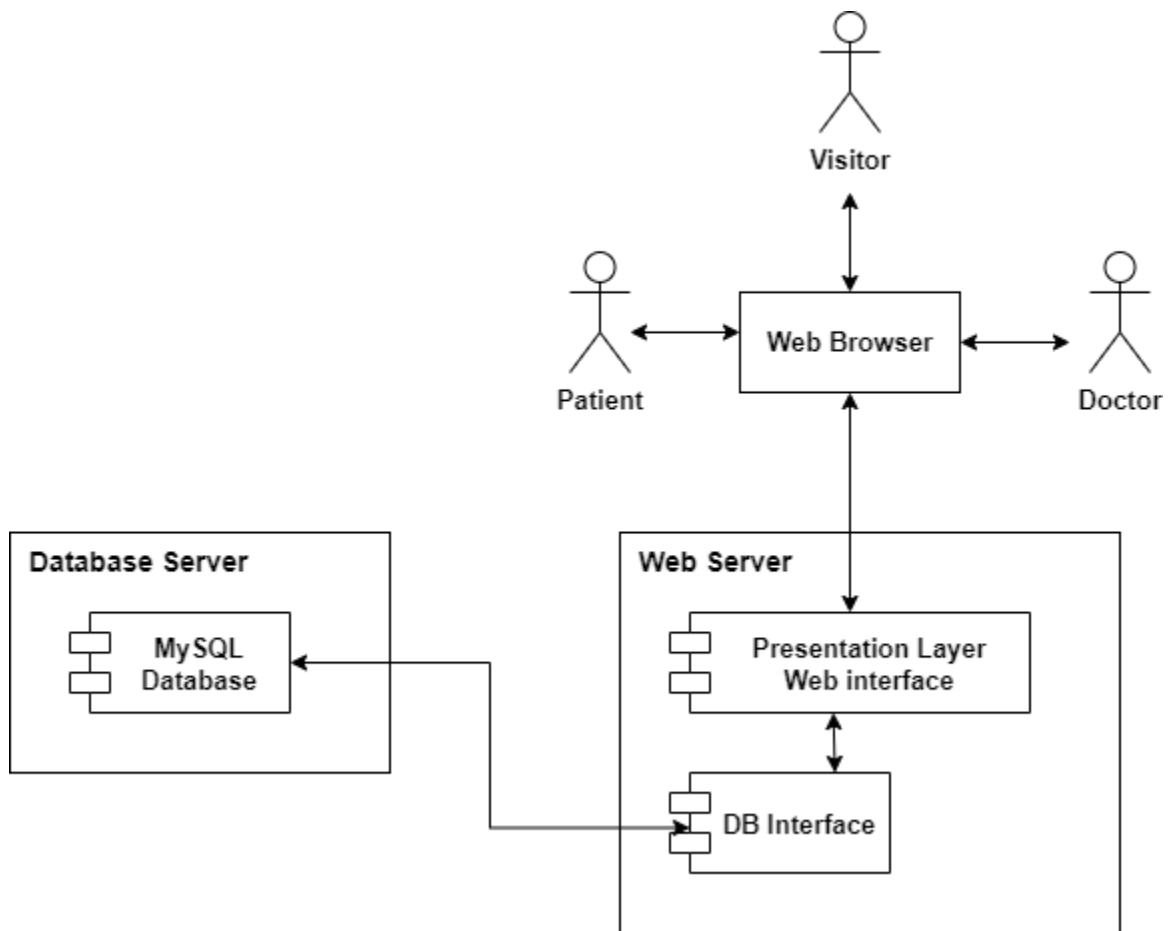 Visitor
Web Browser
Patient
Doctor
Database Server
Web Server
MySQL
Database
Presentation Layer
Web interface
DB Interface